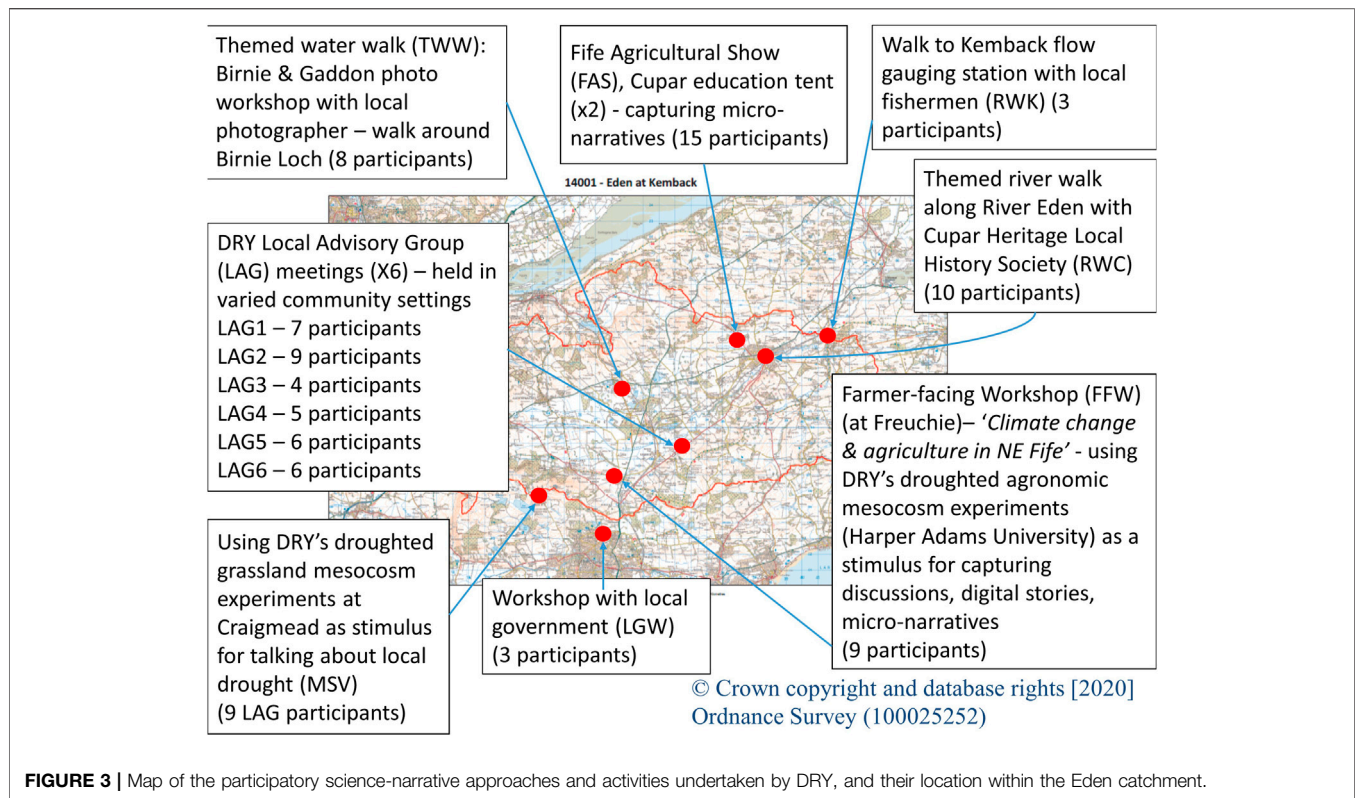 Themed water walk (TWW):
Birnie & Gaddon photo
workshop with local
photographer – walk around
Birnie Loch (8 participants)
Fife Agricultural Show
(FAS), Cupar education tent
(x2) - capturing micro-
narratives (15 participants)
Walk to Kemback flow
gauging station with local
fishermen (RWK) (3
participants)
Themed river walk
along River Eden with
Cupar Heritage Local
History Society (RWC)
(10 participants)
14001 - Eden at Kemback
DRY Local Advisory Group
(LAG) meetings (X6) – held in
varied community settings
LAG1 – 7 participants
LAG2 – 9 participants
LAG3 – 4 participants
LAG4 – 5 participants
LAG5 – 6 participants
LAG6 – 6 participants
Farmer-facing Workshop (FFW)
(at Freuchie)– ‘Climate change
& agriculture in NE Fife’ - using
DRY’s droughted agronomic
mesocosm experiments
(Harper Adams University) as a
stimulus for capturing
discussions, digital stories,
micro-narratives
(9 participants)
Using DRY’s droughted
grassland mesocosm
experiments at
Craigmead as stimulus
for talking about local
drought (MSV)
(9 LAG participants)
Workshop with local
government (LGW)
(3 participants)
© Crown copyright and database rights [2020]
Ordnance Survey (100025252)
FIGURE 3 | Map of the participatory science-narrative approaches and activities undertaken by DRY, and their location within the Eden catchment.